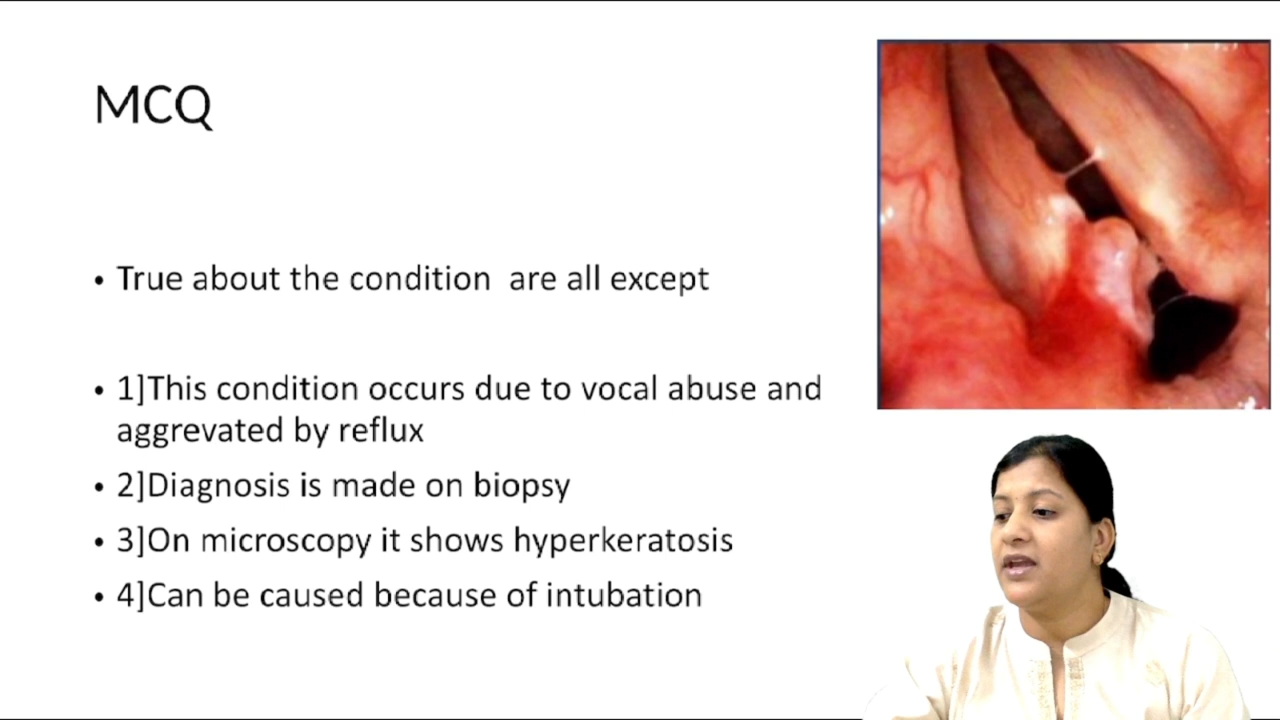 MCQ
• True about the condition are all except
• 1]This condition occurs due to vocal abuse and
aggrevated by reflux
• 2]Diagnosis is made on biopsy
• 3]On microscopy it shows hyperkeratosis
• 4]Can be caused because of intubation